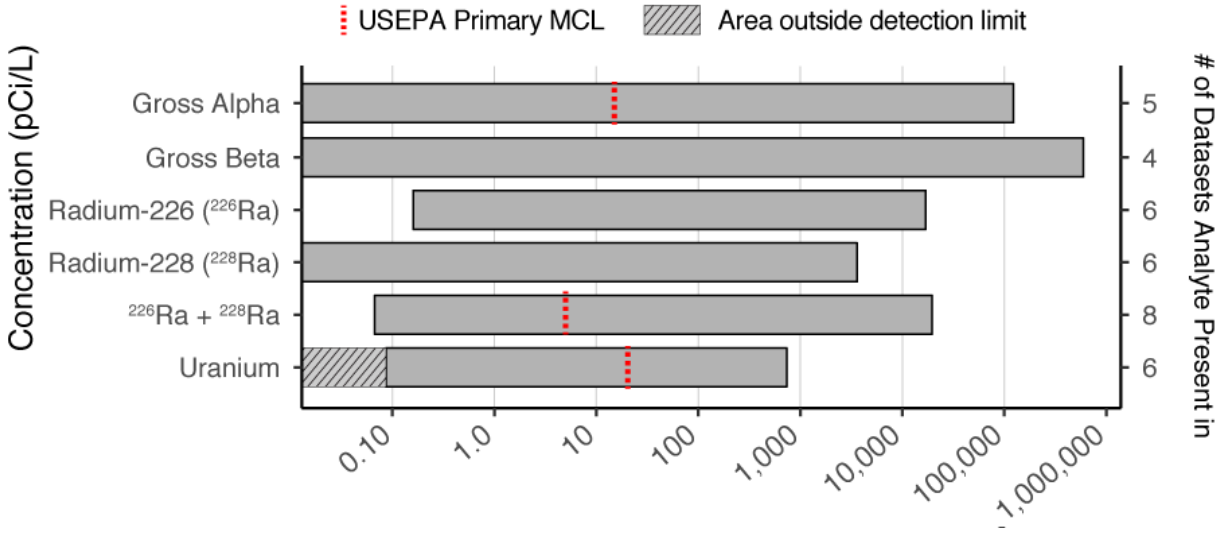 USEPA Primary MCL Area outside detection limit
Concentration (pCi/L)
Gross Alpha 5
Gross Beta 4
Radium-226 (²²⁶Ra) 6
Radium-228 (²²⁸Ra) 6
²²⁶Ra + ²²⁸Ra 8
Uranium 6
# of Datasets Analyte Present in
0.10 1.0 10 100 1,000 10,000 100,000 1,000,000